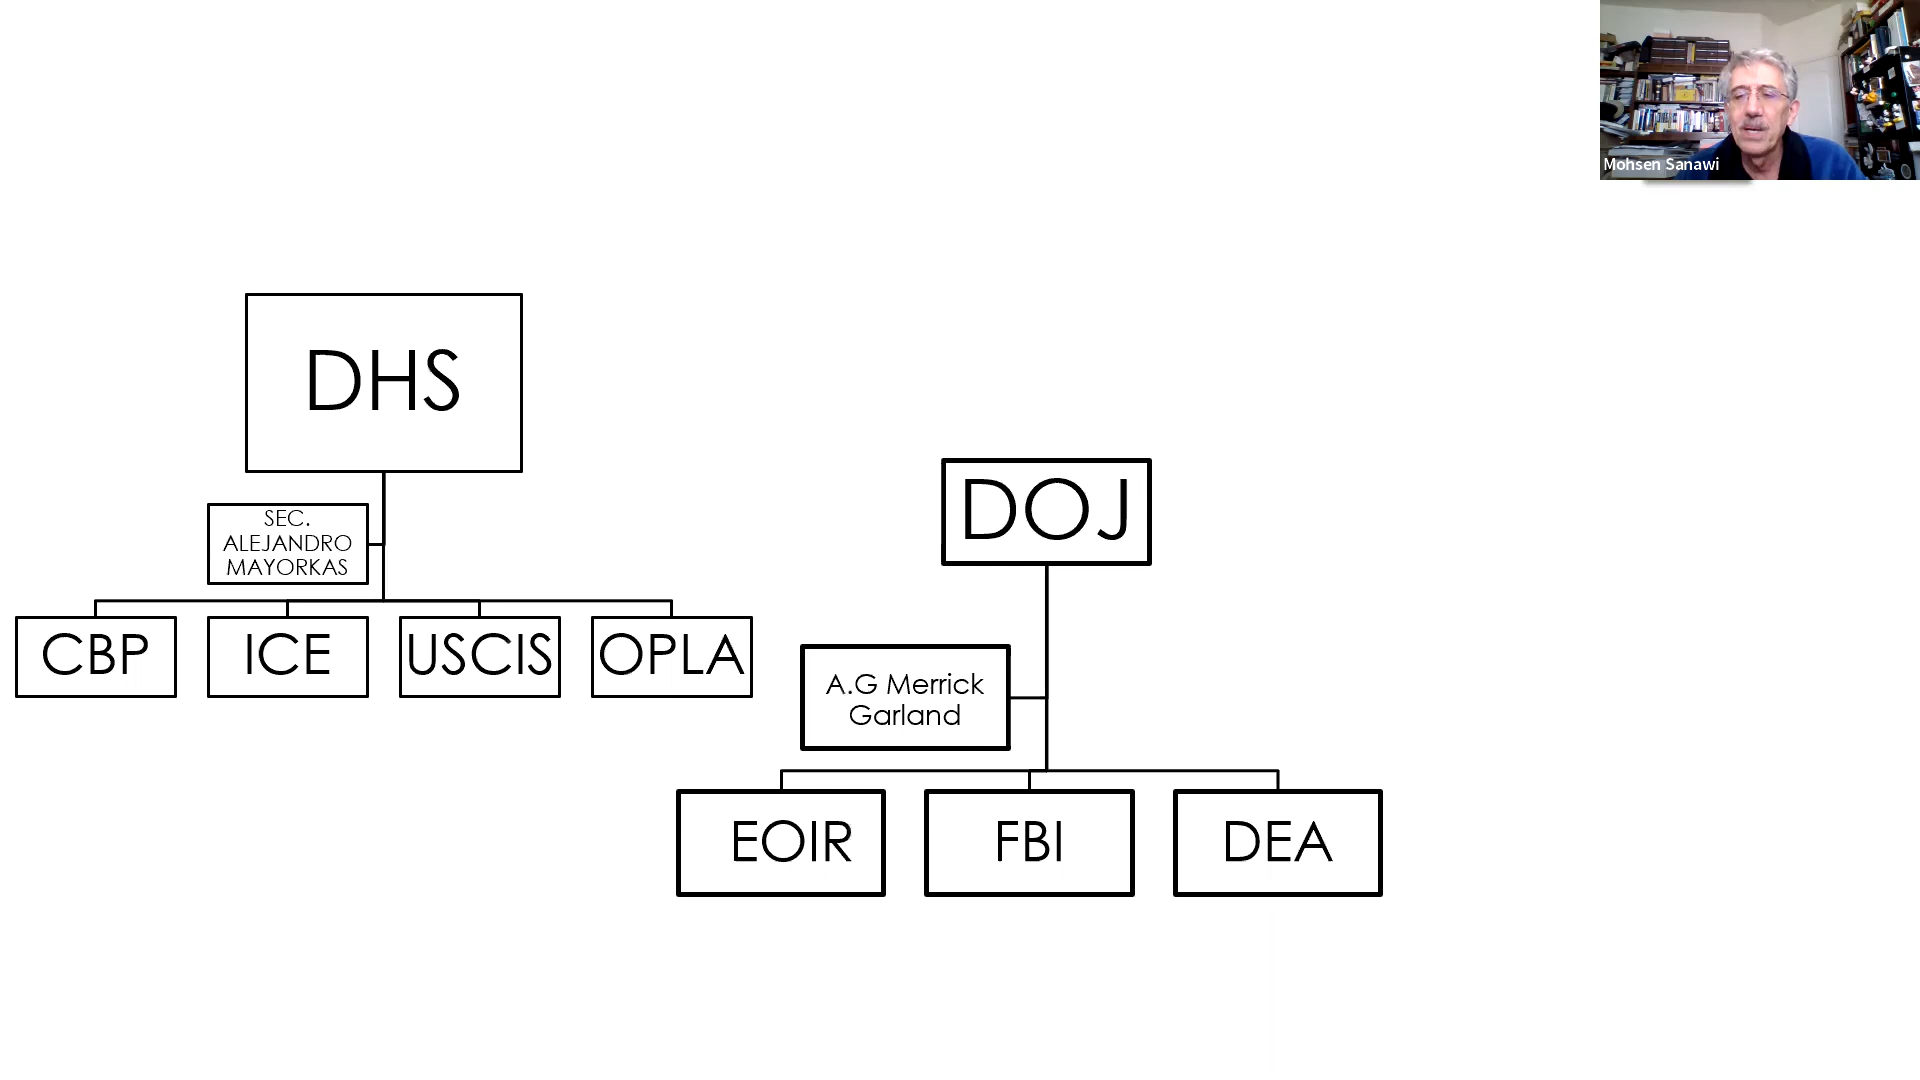 Mohsen Sanawi
DHS
SEC.
ALEJANDRO
MAYORKAS
CBP
ICE
USCIS
OPLA
DOJ
A.G Merrick
Garland
EOIR
FBI
DEA